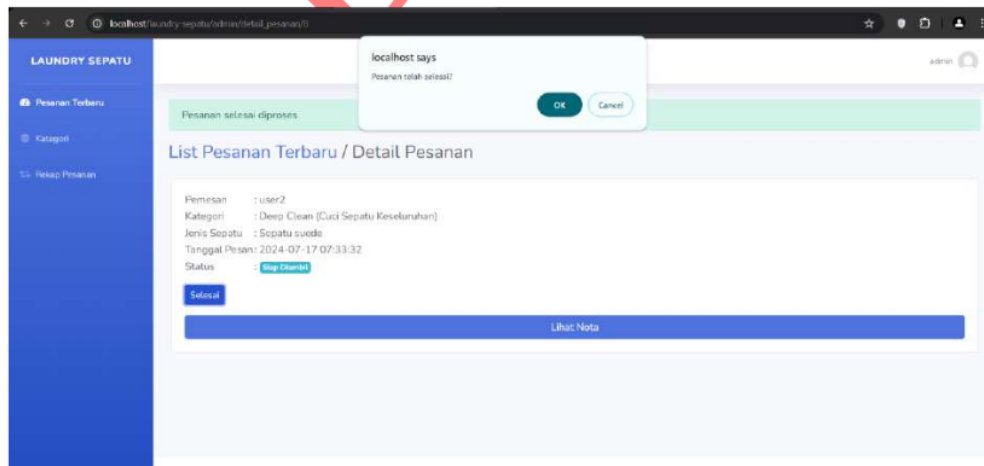 localhost/laundry-sepatu/admin/detail_pesanan/8
LAUNDRY SEPATU
localhost says
Pesanan telah selesai?
OK
Cancel
admin
Pesanan Terbaru
Kategori
Rekap Pesanan
Pesanan selesai diproses
List Pesanan Terbaru / Detail Pesanan
Pemesan : user2
Kategori : Deep Clean (Cuci Sepatu Keseluruhan)
Jenis Sepatu : Sepatu suede
Tanggal Pesan: 2024-07-17 07:33:32
Status : Siap Diambil
Selesai
Lihat Nota